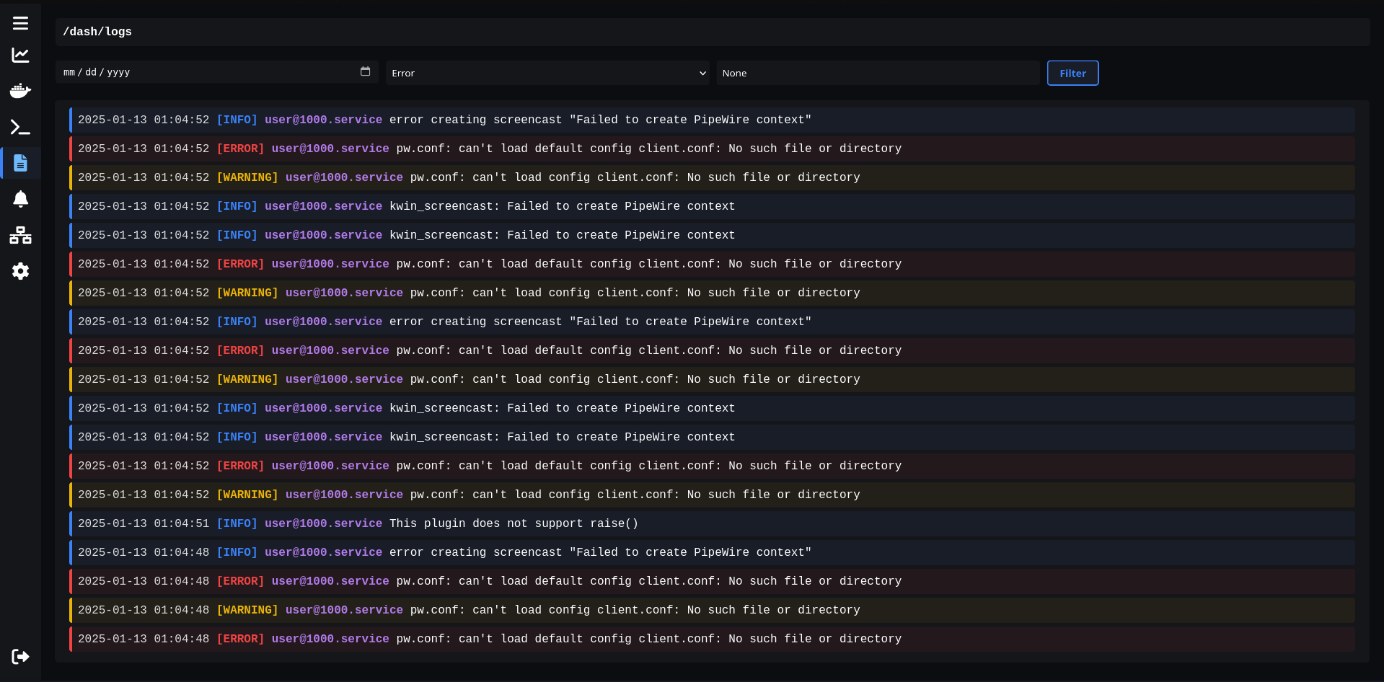 /dash/logs
mm / dd / yyyy Error None Filter
2025-01-13 01:04:52 [INFO] user@1000.service error creating screencast "Failed to create PipeWire context"
2025-01-13 01:04:52 [ERROR] user@1000.service pw.conf: can't load default config client.conf: No such file or directory
2025-01-13 01:04:52 [WARNING] user@1000.service pw.conf: can't load config client.conf: No such file or directory
2025-01-13 01:04:52 [INFO] user@1000.service kwin_screencast: Failed to create PipeWire context
2025-01-13 01:04:52 [INFO] user@1000.service kwin_screencast: Failed to create PipeWire context
2025-01-13 01:04:52 [ERROR] user@1000.service pw.conf: can't load default config client.conf: No such file or directory
2025-01-13 01:04:52 [WARNING] user@1000.service pw.conf: can't load config client.conf: No such file or directory
2025-01-13 01:04:52 [INFO] user@1000.service error creating screencast "Failed to create PipeWire context"
2025-01-13 01:04:52 [ERROR] user@1000.service pw.conf: can't load default config client.conf: No such file or directory
2025-01-13 01:04:52 [WARNING] user@1000.service pw.conf: can't load config client.conf: No such file or directory
2025-01-13 01:04:52 [INFO] user@1000.service kwin_screencast: Failed to create PipeWire context
2025-01-13 01:04:52 [INFO] user@1000.service kwin_screencast: Failed to create PipeWire context
2025-01-13 01:04:52 [ERROR] user@1000.service pw.conf: can't load default config client.conf: No such file or directory
2025-01-13 01:04:52 [WARNING] user@1000.service pw.conf: can't load config client.conf: No such file or directory
2025-01-13 01:04:51 [INFO] user@1000.service This plugin does not support raise()
2025-01-13 01:04:48 [INFO] user@1000.service error creating screencast "Failed to create PipeWire context"
2025-01-13 01:04:48 [ERROR] user@1000.service pw.conf: can't load default config client.conf: No such file or directory
2025-01-13 01:04:48 [WARNING] user@1000.service pw.conf: can't load config client.conf: No such file or directory
2025-01-13 01:04:48 [ERROR] user@1000.service pw.conf: can't load default config client.conf: No such file or directory